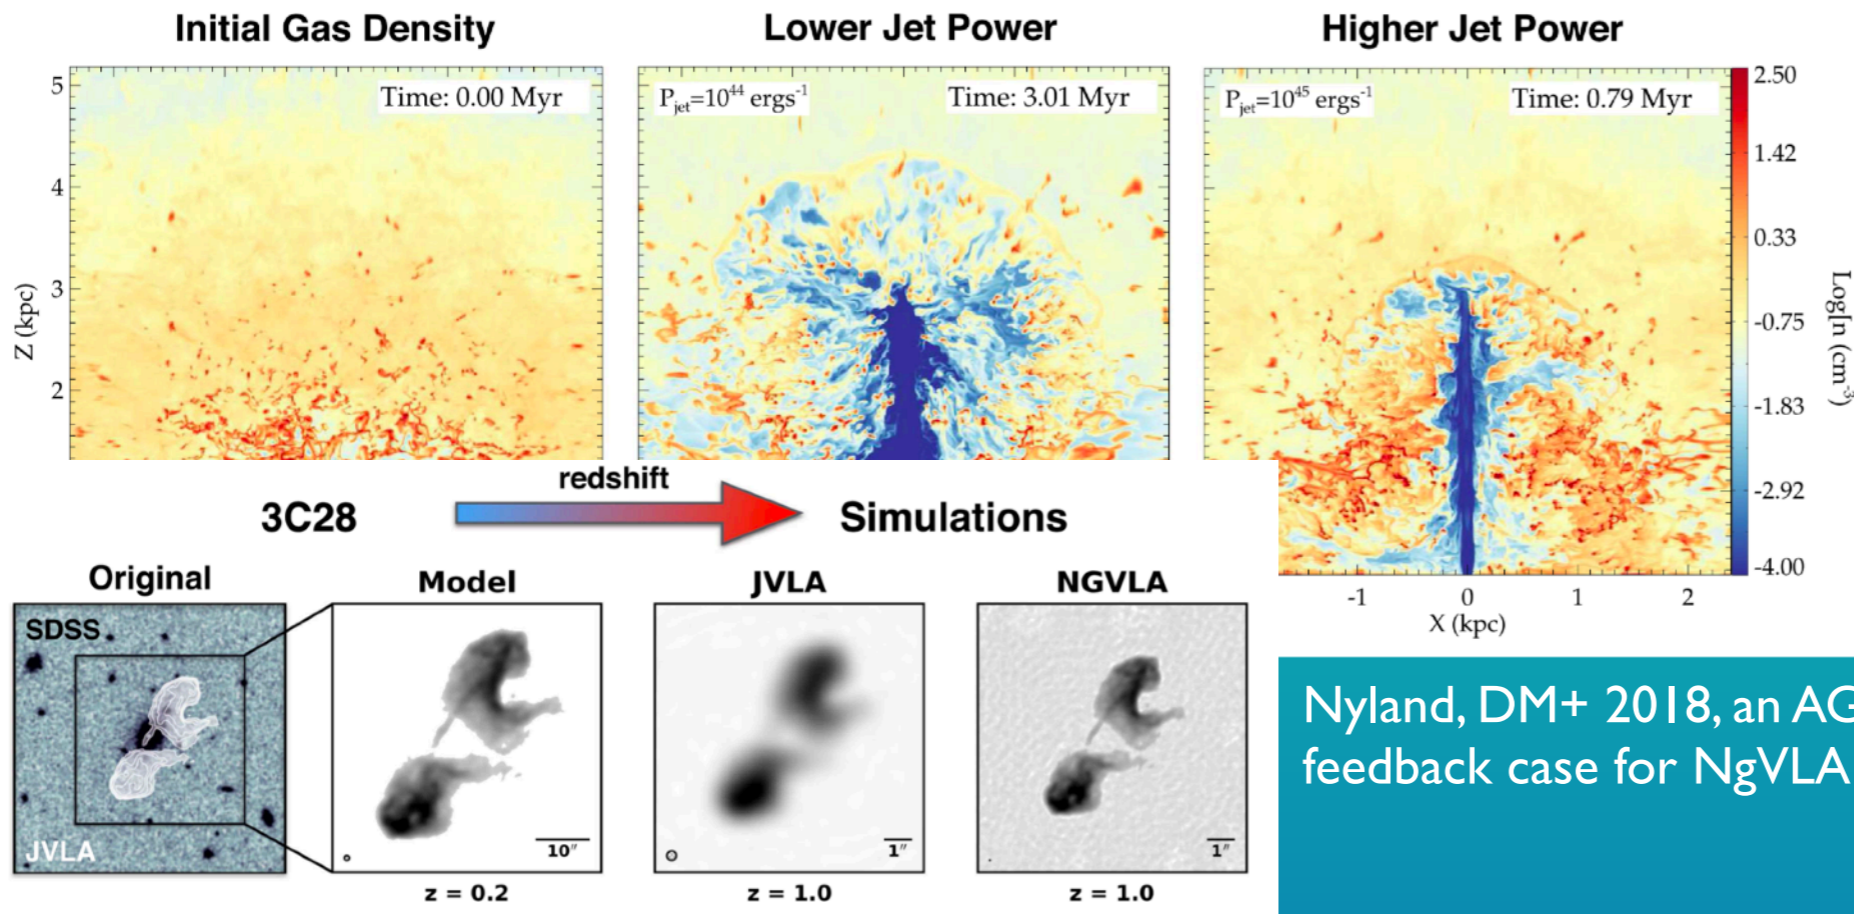 Initial Gas Density
Lower Jet Power
Higher Jet Power
Time: 0.00 Myr
P_jet=10^44 ergs^-1
Time: 3.01 Myr
P_jet=10^45 ergs^-1
Time: 0.79 Myr
5
4
3
2
Z (kpc)
2.50
1.42
0.33
-0.75
-1.83
-2.92
-4.00
Log[n (cm^-3)
-1
0
1
2
X (kpc)
redshift
3C28
Simulations
Original
Model
JVLA
NGVLA
SDSS
JVLA
10"
1"
1"
z = 0.2
z = 1.0
z = 1.0
Nyland, DM+ 2018, an AG
feedback case for NgVLA